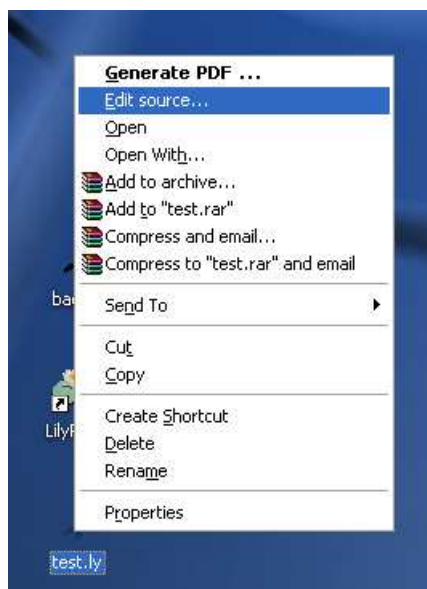 Generate PDF ...
Edit source...
Open
Open With...
Add to archive...
Add to "test.rar"
Compress and email...
Compress to "test.rar" and email
Send To
Cut
Copy
Create Shortcut
Delete
Rename
Properties
test.ly